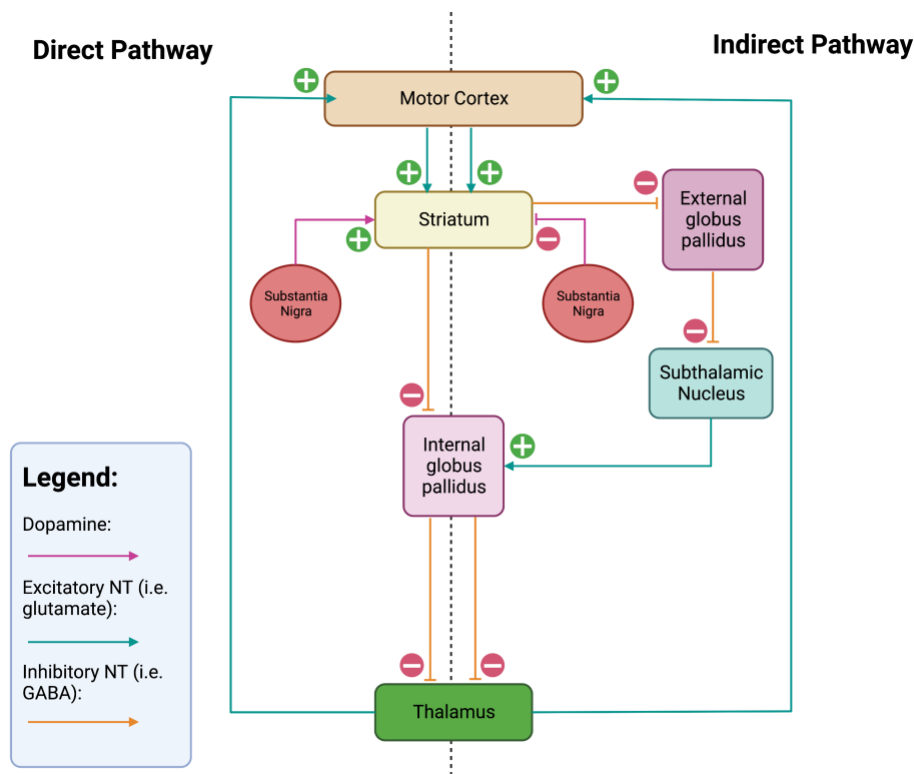 Direct Pathway
Indirect Pathway
Motor Cortex
Striatum
External
globus
pallidus
Substantia
Nigra
Substantia
Nigra
Subthalamic
Nucleus
Internal
globus
pallidus
Thalamus
Legend:
Dopamine:
Excitatory NT (i.e.
glutamate):
Inhibitory NT (i.e.
GABA):